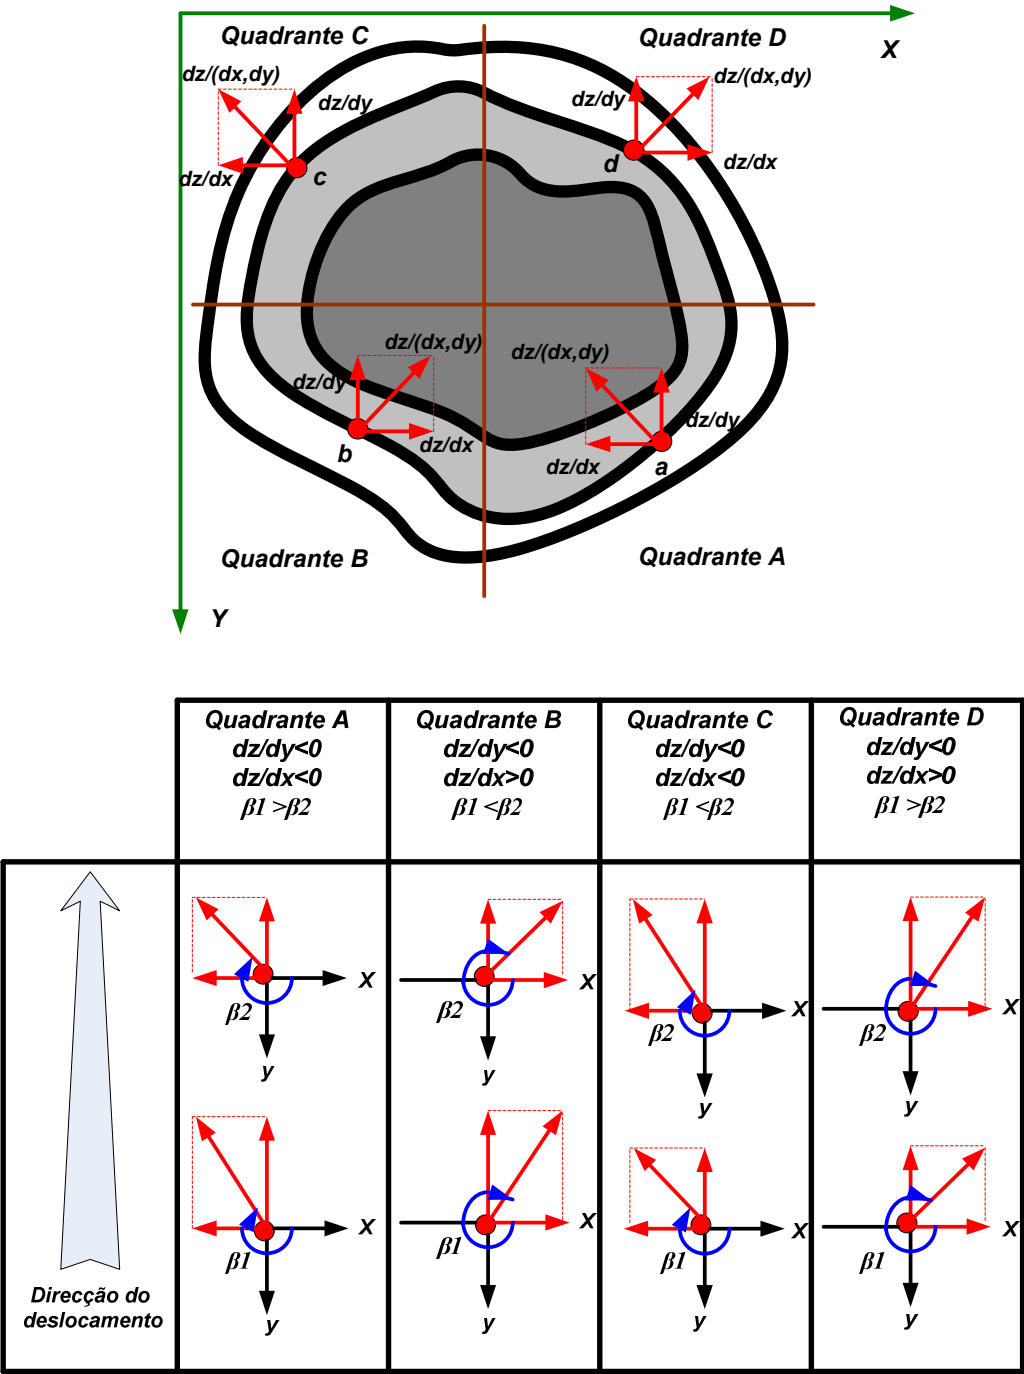 Quadrante C
Quadrante D
X
dz/(dx,dy)
dz/dy
dz/dx
c
dz/(dx,dy)
dz/dy
dz/dx
d
dz/(dx,dy)
dz/dy
dz/dx
b
dz/(dx,dy)
dz/dy
dz/dx
a
Quadrante B
Quadrante A
Y
Quadrante A
dz/dy<0
dz/dx<0
β1 >β2
Quadrante B
dz/dy<0
dz/dx>0
β1 <β2
Quadrante C
dz/dy<0
dz/dx<0
β1 <β2
Quadrante D
dz/dy<0
dz/dx>0
β1 >β2
X
β2
y
X
β2
y
X
β2
y
X
β2
y
X
β1
y
X
β1
y
X
β1
y
X
β1
y
Direcção do
deslocamento